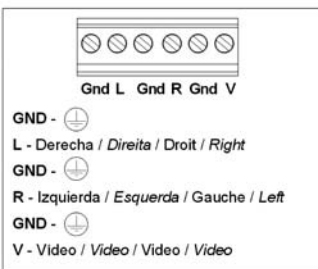 Gnd L Gnd R Gnd V
GND -
L - Derecha / Direita / Droit / Right
GND -
R - Izquierda / Esquerda / Gauche / Left
GND -
V - Video / Video / Video / Video